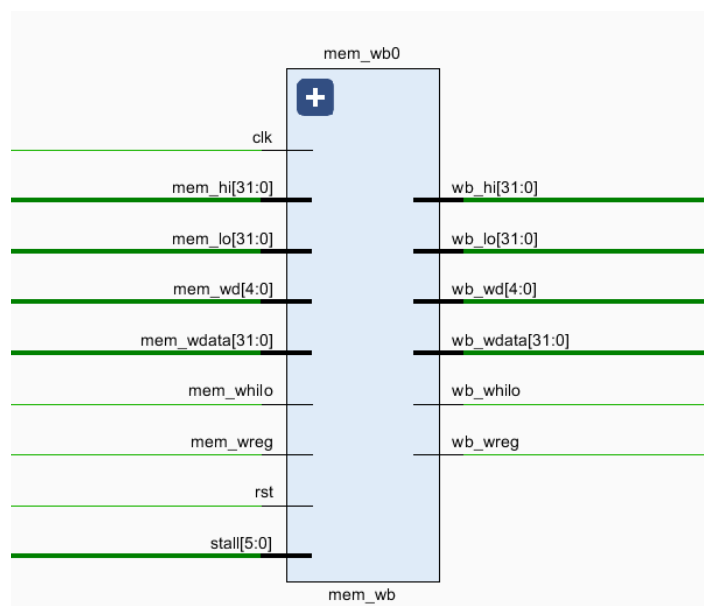 mem_wb0
clk
mem_hi[31:0]
wb_hi[31:0]
mem_lo[31:0]
wb_lo[31:0]
mem_wd[4:0]
wb_wd[4:0]
mem_wdata[31:0]
wb_wdata[31:0]
mem_whilo
wb_whilo
mem_wreg
wb_wreg
rst
stall[5:0]
mem_wb